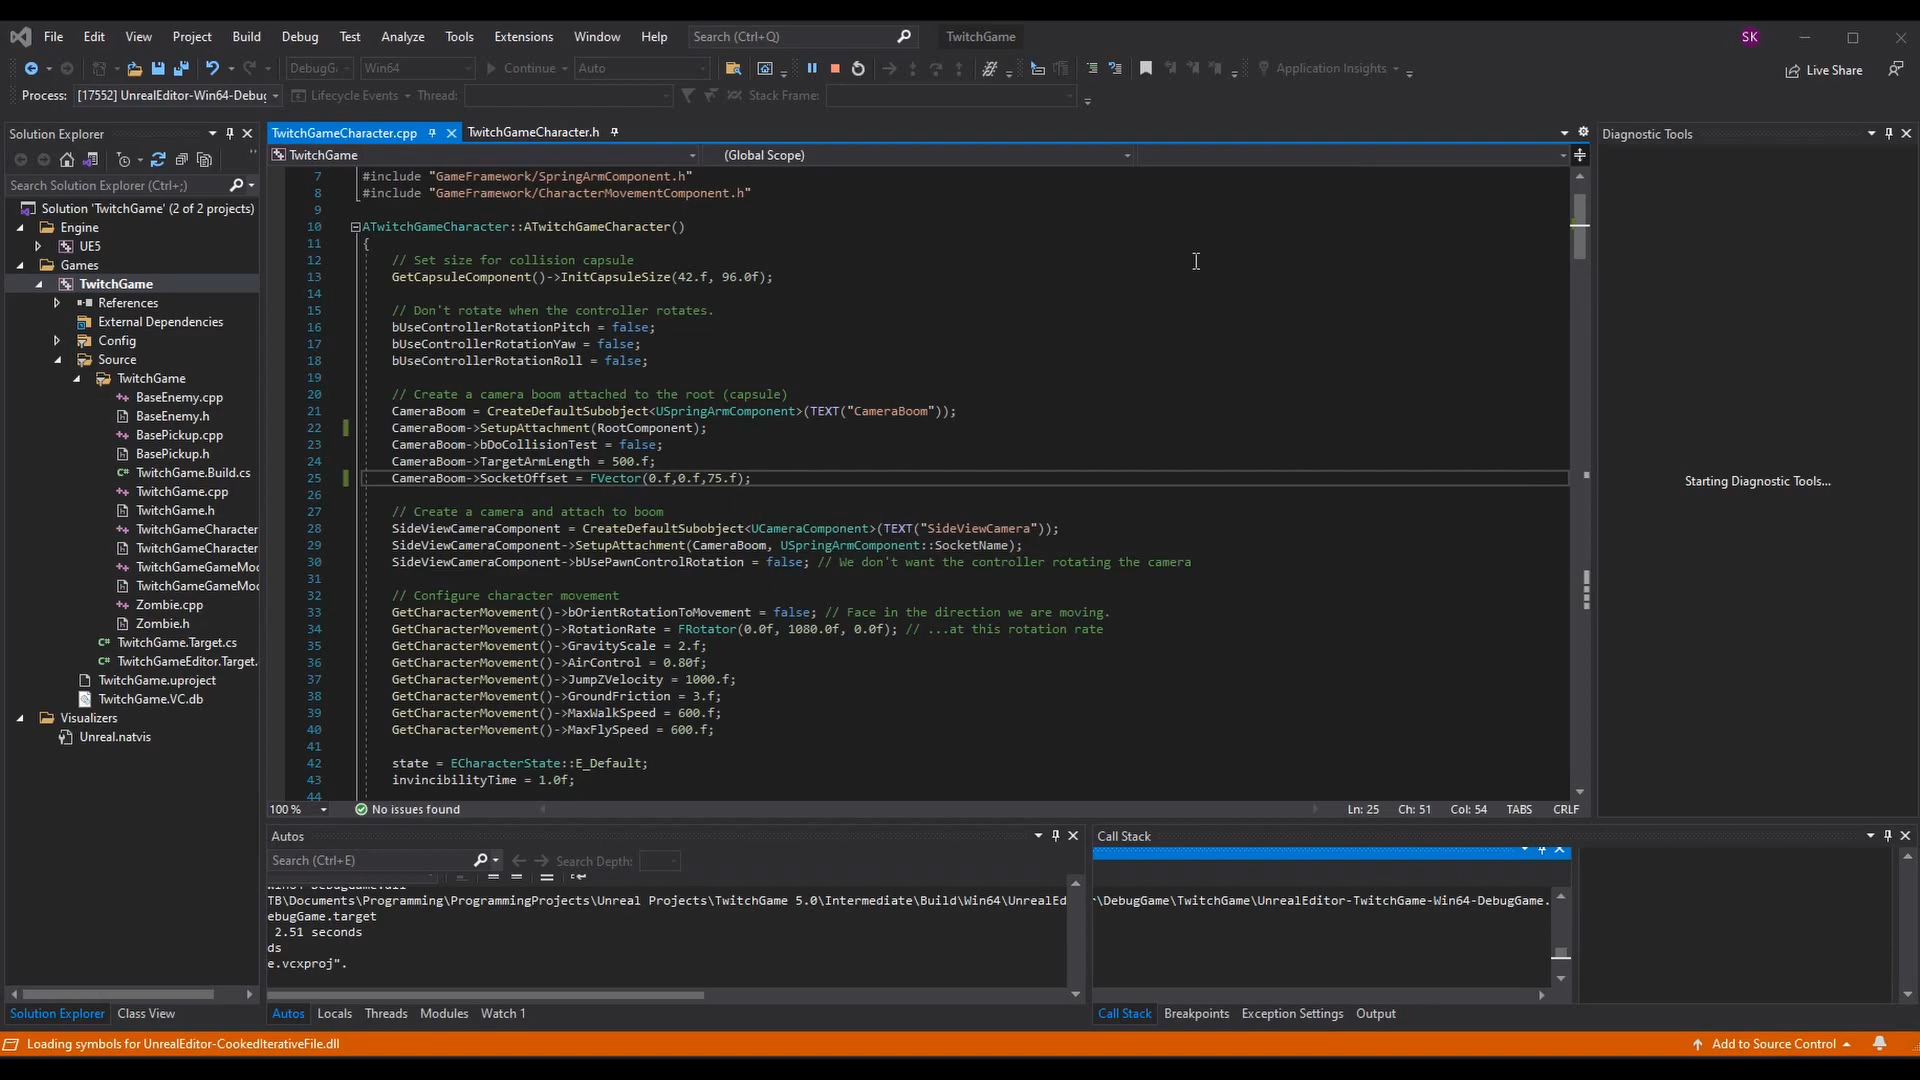 File Edit View Project Build Debug Test Analyze Tools Extensions Window Help Search (Ctrl+Q) TwitchGame SK
DebugG Win64 Continue Auto Application Insights Live Share
Process: [17552] UnrealEditor-Win64-Debug Lifecycle Events Thread: Stack Frame:
Solution Explorer
Search Solution Explorer (Ctrl+;)
Solution 'TwitchGame' (2 of 2 projects)
Engine
UE5
Games
TwitchGame
References
External Dependencies
Config
Source
TwitchGame
BaseEnemy.cpp
BaseEnemy.h
BasePickup.cpp
BasePickup.h
TwitchGame.Build.cs
TwitchGame.cpp
TwitchGame.h
TwitchGameCharacter
TwitchGameCharacter
TwitchGameGameMod
TwitchGameGameMod
Zombie.cpp
Zombie.h
TwitchGame.Target.cs
TwitchGameEditor.Target.
TwitchGame.uproject
TwitchGame.VC.db
Visualizers
Unreal.natvis
Solution Explorer Class View
TwitchGameCharacter.cpp TwitchGameCharacter.h
TwitchGame (Global Scope)
7 #include "GameFramework/SpringArmComponent.h"
8 #include "GameFramework/CharacterMovementComponent.h"
9
10 ATwitchGameCharacter::ATwitchGameCharacter()
11 {
12 // Set size for collision capsule
13 GetCapsuleComponent()->InitCapsuleSize(42.f, 96.0f);
14
15 // Don't rotate when the controller rotates.
16 bUseControllerRotationPitch = false;
17 bUseControllerRotationYaw = false;
18 bUseControllerRotationRoll = false;
19
20 // Create a camera boom attached to the root (capsule)
21 CameraBoom = CreateDefaultSubobject<USpringArmComponent>(TEXT("CameraBoom"));
22 CameraBoom->SetupAttachment(RootComponent);
23 CameraBoom->bDoCollisionTest = false;
24 CameraBoom->TargetArmLength = 500.f;
25 CameraBoom->SocketOffset = FVector(0.f,0.f,75.f);
26
27 // Create a camera and attach to boom
28 SideViewCameraComponent = CreateDefaultSubobject<UCameraComponent>(TEXT("SideViewCamera"));
29 SideViewCameraComponent->SetupAttachment(CameraBoom, USpringArmComponent::SocketName);
30 SideViewCameraComponent->bUsePawnControlRotation = false; // We don't want the controller rotating the camera
31
32 // Configure character movement
33 GetCharacterMovement()->bOrientRotationToMovement = false; // Face in the direction we are moving.
34 GetCharacterMovement()->RotationRate = FRotator(0.0f, 1080.0f, 0.0f); // ...at this rotation rate
35 GetCharacterMovement()->GravityScale = 2.f;
36 GetCharacterMovement()->AirControl = 0.80f;
37 GetCharacterMovement()->JumpZVelocity = 1000.f;
38 GetCharacterMovement()->GroundFriction = 3.f;
39 GetCharacterMovement()->MaxWalkSpeed = 600.f;
40 GetCharacterMovement()->MaxFlySpeed = 600.f;
41
42 state = ECharacterState::E_Default;
43 invincibilityTime = 1.0f;
44
100 % No issues found Ln: 25 Ch: 51 Col: 54 TABS CRLF
Diagnostic Tools
Starting Diagnostic Tools...
Autos
Search (Ctrl+E) Search Depth:
TB\Documents\Programming\ProgrammingProjects\Unreal Projects\TwitchGame 5.0\Intermediate\Build\Win64\UnrealEd
ebugGame.target
2.51 seconds
ds
e.vcxproj".
Autos Locals Threads Modules Watch 1
Call Stack
\DebugGame\TwitchGame\UnrealEditor-TwitchGame-Win64-DebugGame.
Call Stack Breakpoints Exception Settings Output
Loading symbols for UnrealEditor-CookedIterativeFile.dll Add to Source Control